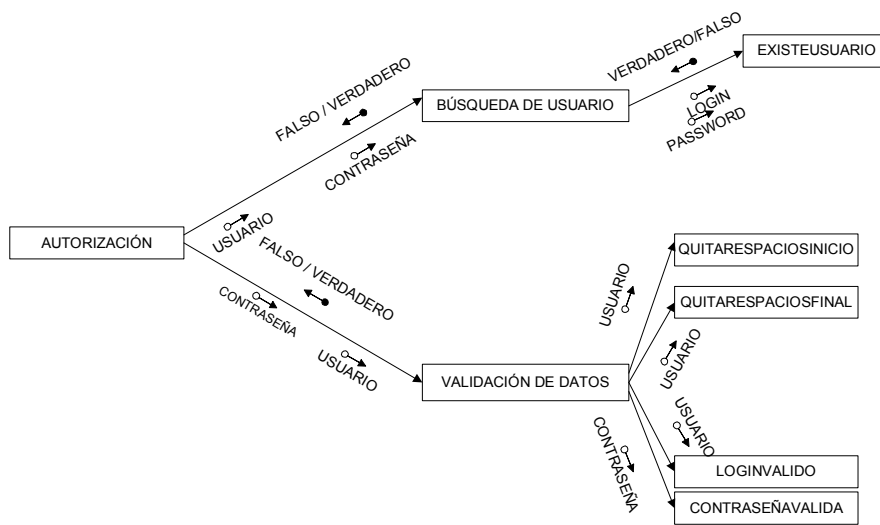 EXISTEUSUARIO
VERDADERO/FALSO
FALSO / VERDADERO
BÚSQUEDA DE USUARIO
LOGIN
PASSWORD
CONTRASEÑA
USUARIO
AUTORIZACIÓN
FALSO / VERDADERO
CONTRASEÑA
USUARIO
QUITARESPACIOSINICIO
USUARIO
QUITARESPACIOSFINAL
USUARIO
VALIDACIÓN DE DATOS
USUARIO
CONTRASEÑA
LOGINVALIDO
CONTRASEÑAVALIDA